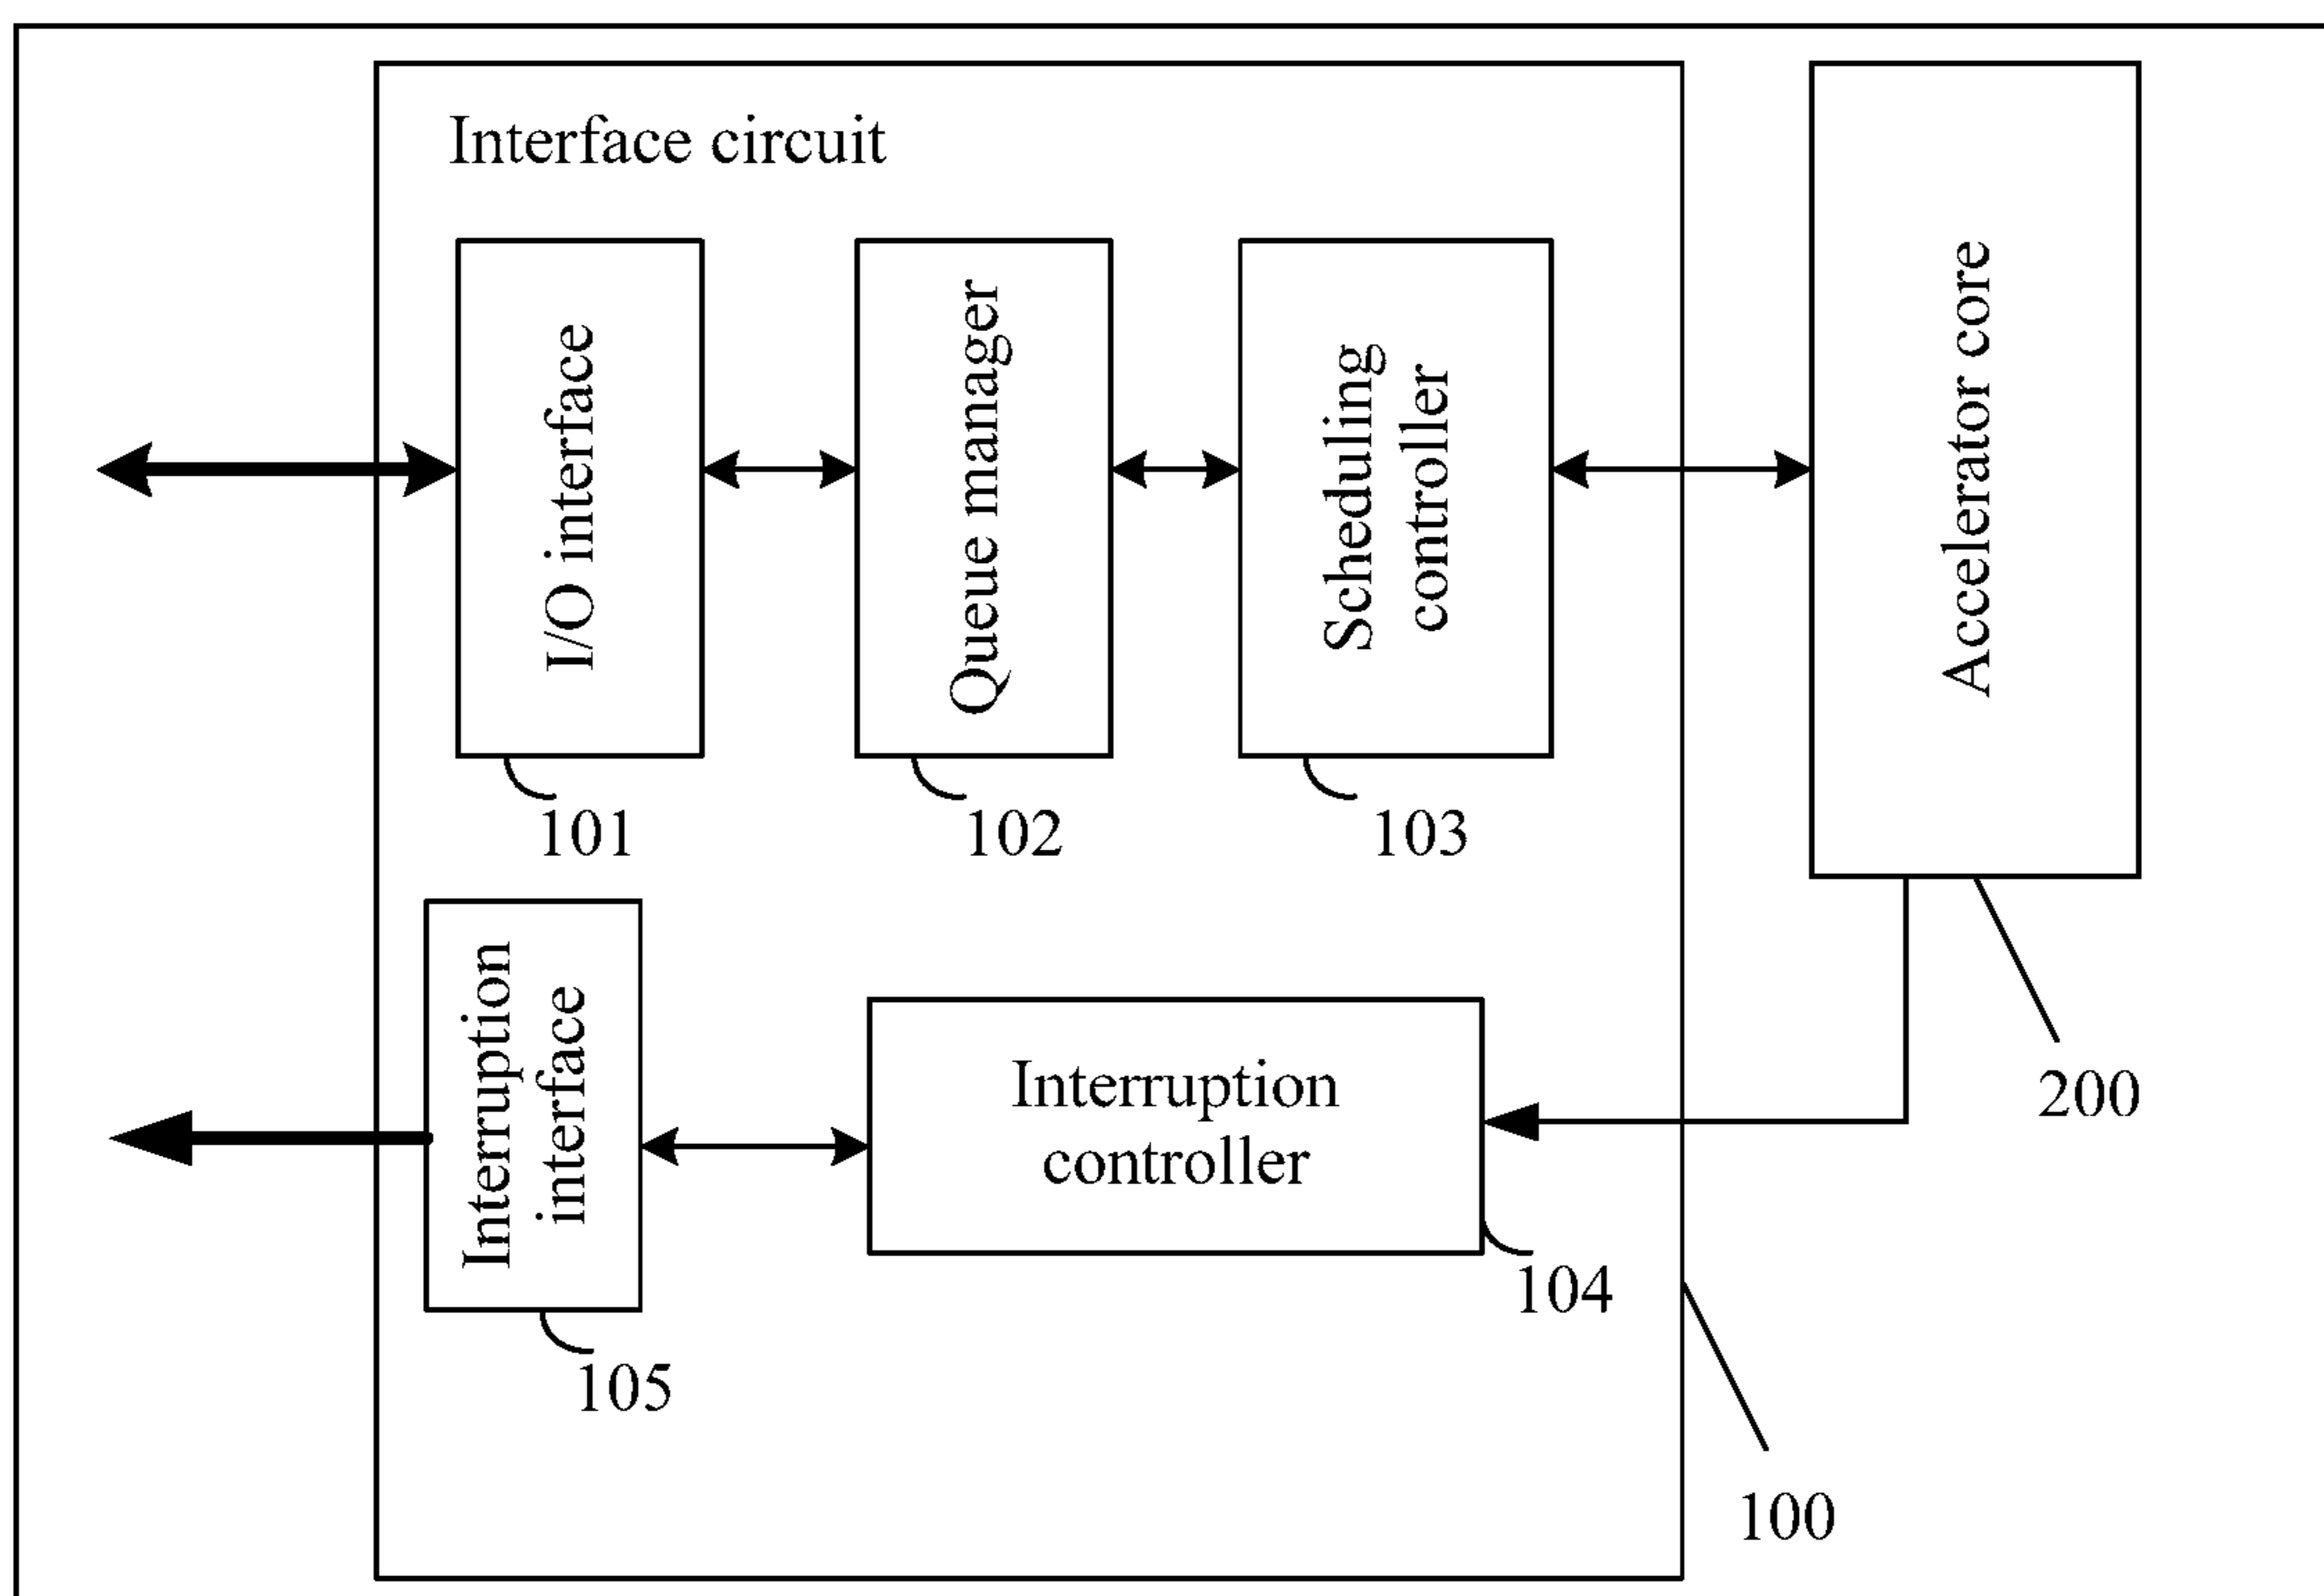 Interface circuit
I/O interface
Queue manager
Scheduling
controller
Accelerator core
101
102
103
Interruption
interface
Interruption
controller
200
104
105
100